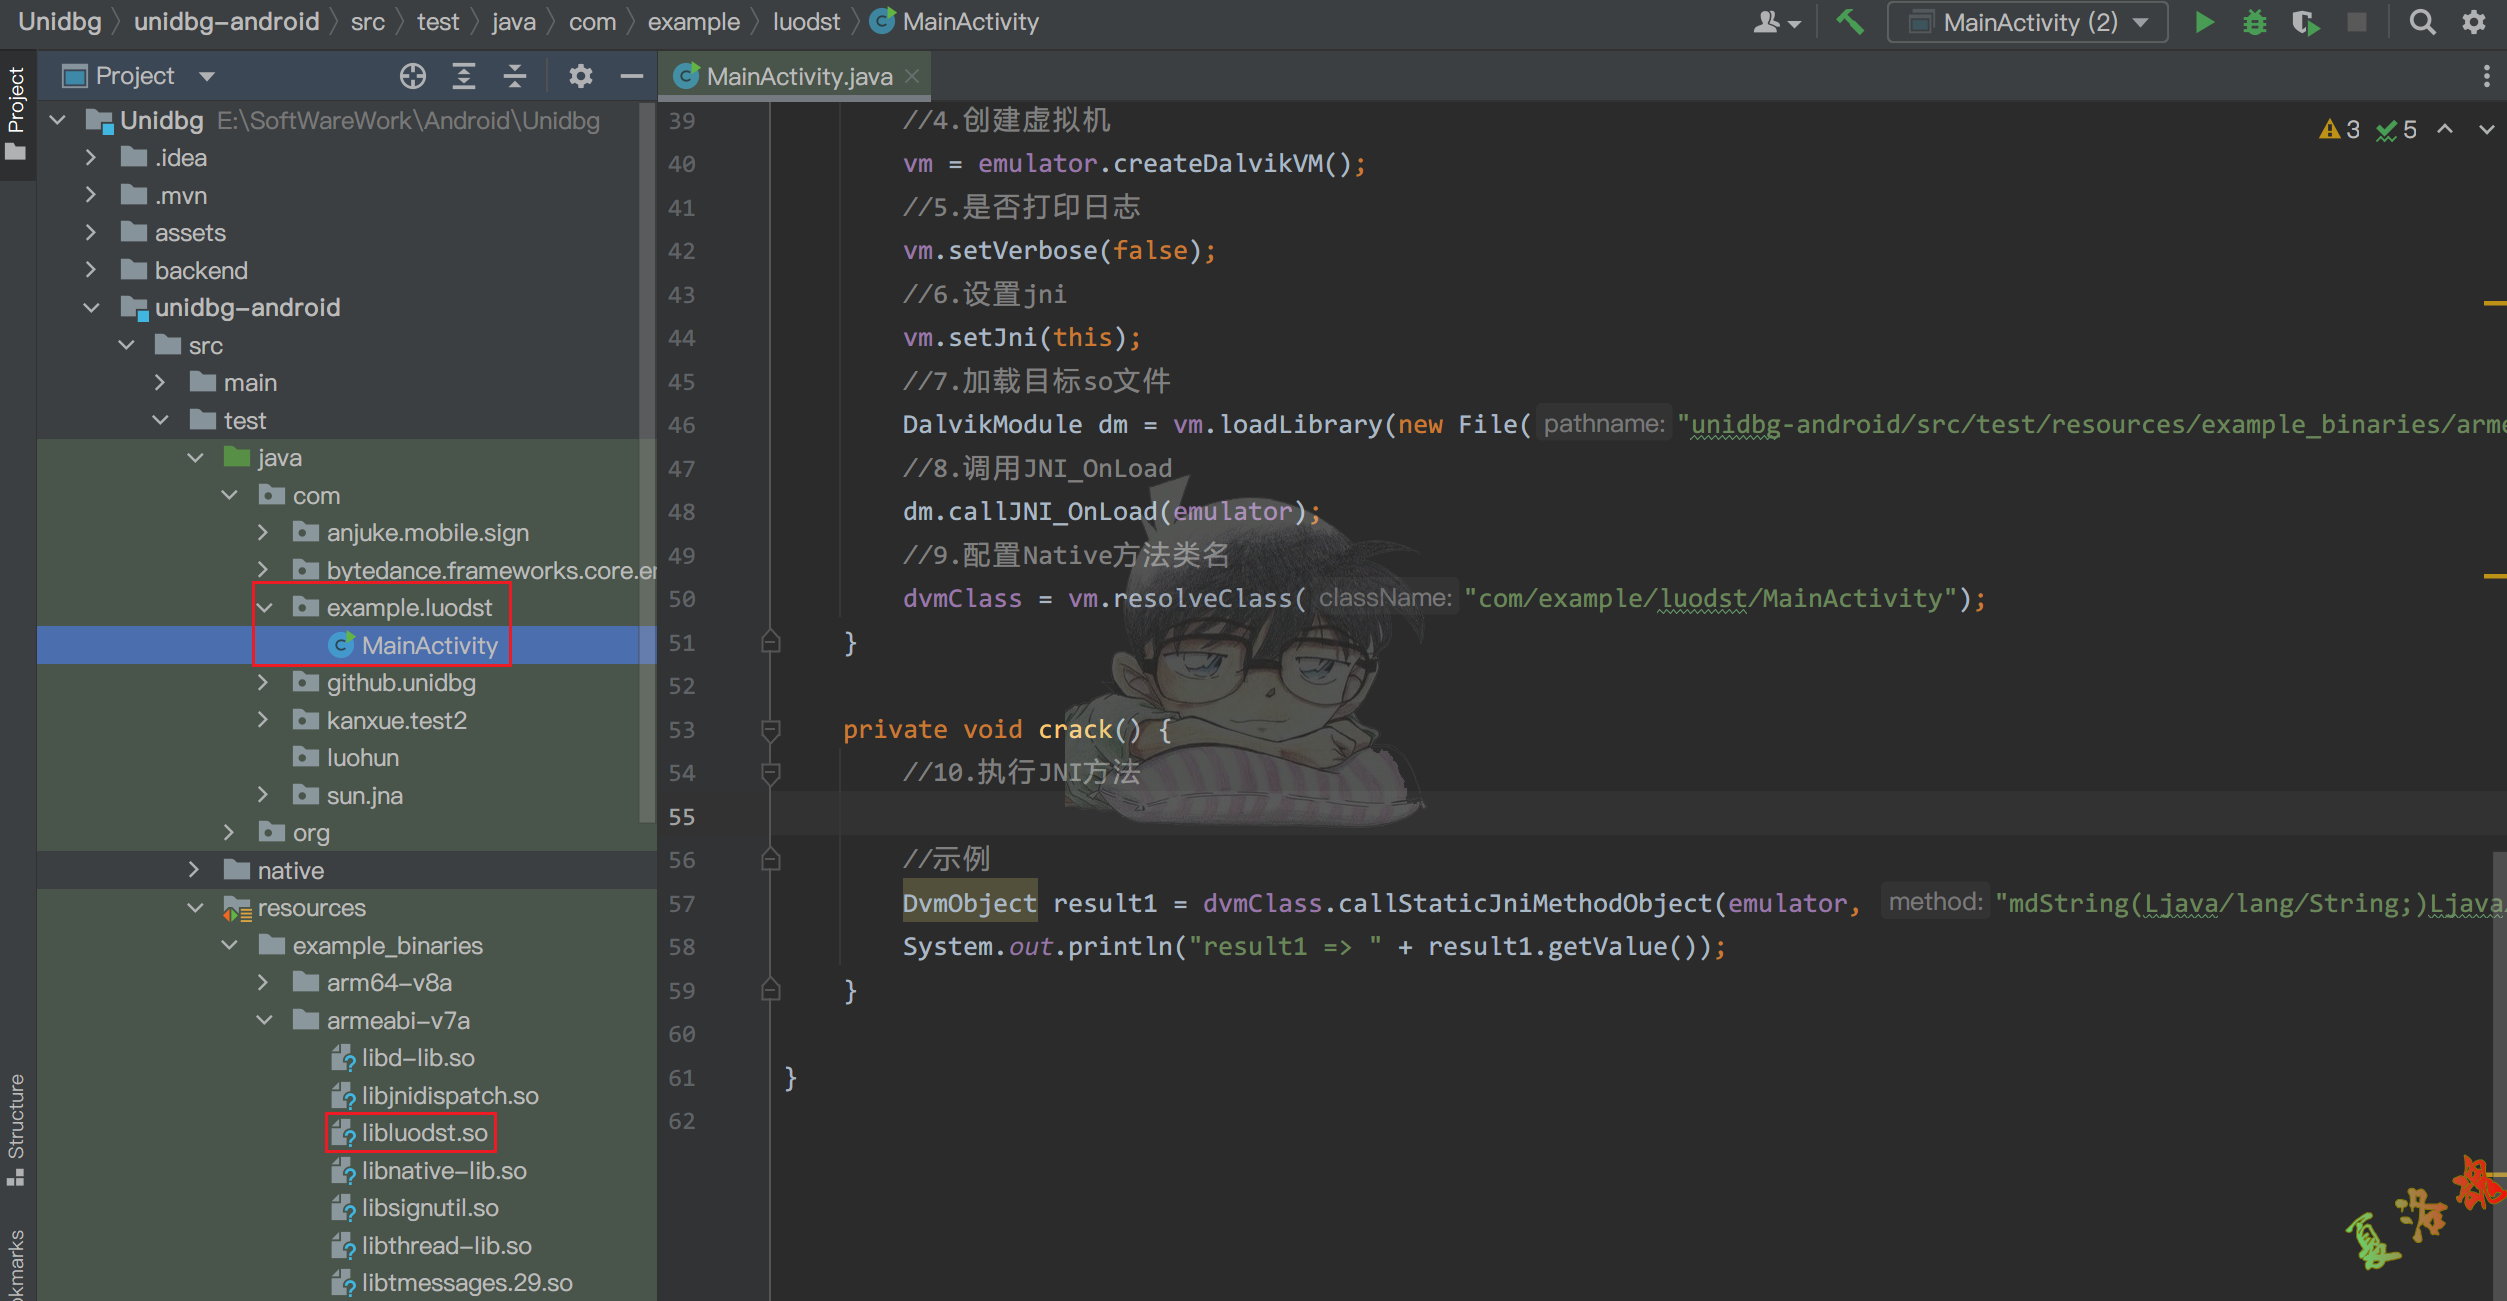 Unidbg unidbg-android src test java com example luodst MainActivity
MainActivity (2)
Project
Project
MainActivity.java
Unidbg E:\SoftWareWork\Android\Unidbg
.idea
.mvn
assets
backend
unidbg-android
src
main
test
java
com
anjuke.mobile.sign
bytedance.frameworks.core.er
example.luodst
MainActivity
github.unidbg
kanxue.test2
luohun
sun.jna
org
native
resources
example_binaries
arm64-v8a
armeabi-v7a
libd-lib.so
libjnidispatch.so
libluodst.so
libnative-lib.so
libsignutil.so
libthread-lib.so
libtmessages.29.so
Structure
okmarks
3 5
39 //4.创建虚拟机
40 vm = emulator.createDalvikVM();
41 //5.是否打印日志
42 vm.setVerbose(false);
43 //6.设置jni
44 vm.setJni(this);
45 //7.加载目标so文件
46 DalvikModule dm = vm.loadLibrary(new File( pathname: "unidbg-android/src/test/resources/example_binaries/arme
47 //8.调用JNI_OnLoad
48 dm.callJNI_OnLoad(emulator);
49 //9.配置Native方法类名
50 dvmClass = vm.resolveClass( className: "com/example/luodst/MainActivity");
51 }
52
53 private void crack() {
54 //10.执行JNI方法
55
56 //示例
57 DvmObject result1 = dvmClass.callStaticJniMethodObject(emulator, method: "mdString(Ljava/lang/String;)Ljava/
58 System.out.println("result1 => " + result1.getValue());
59 }
60
61 }
62
夏洛魂